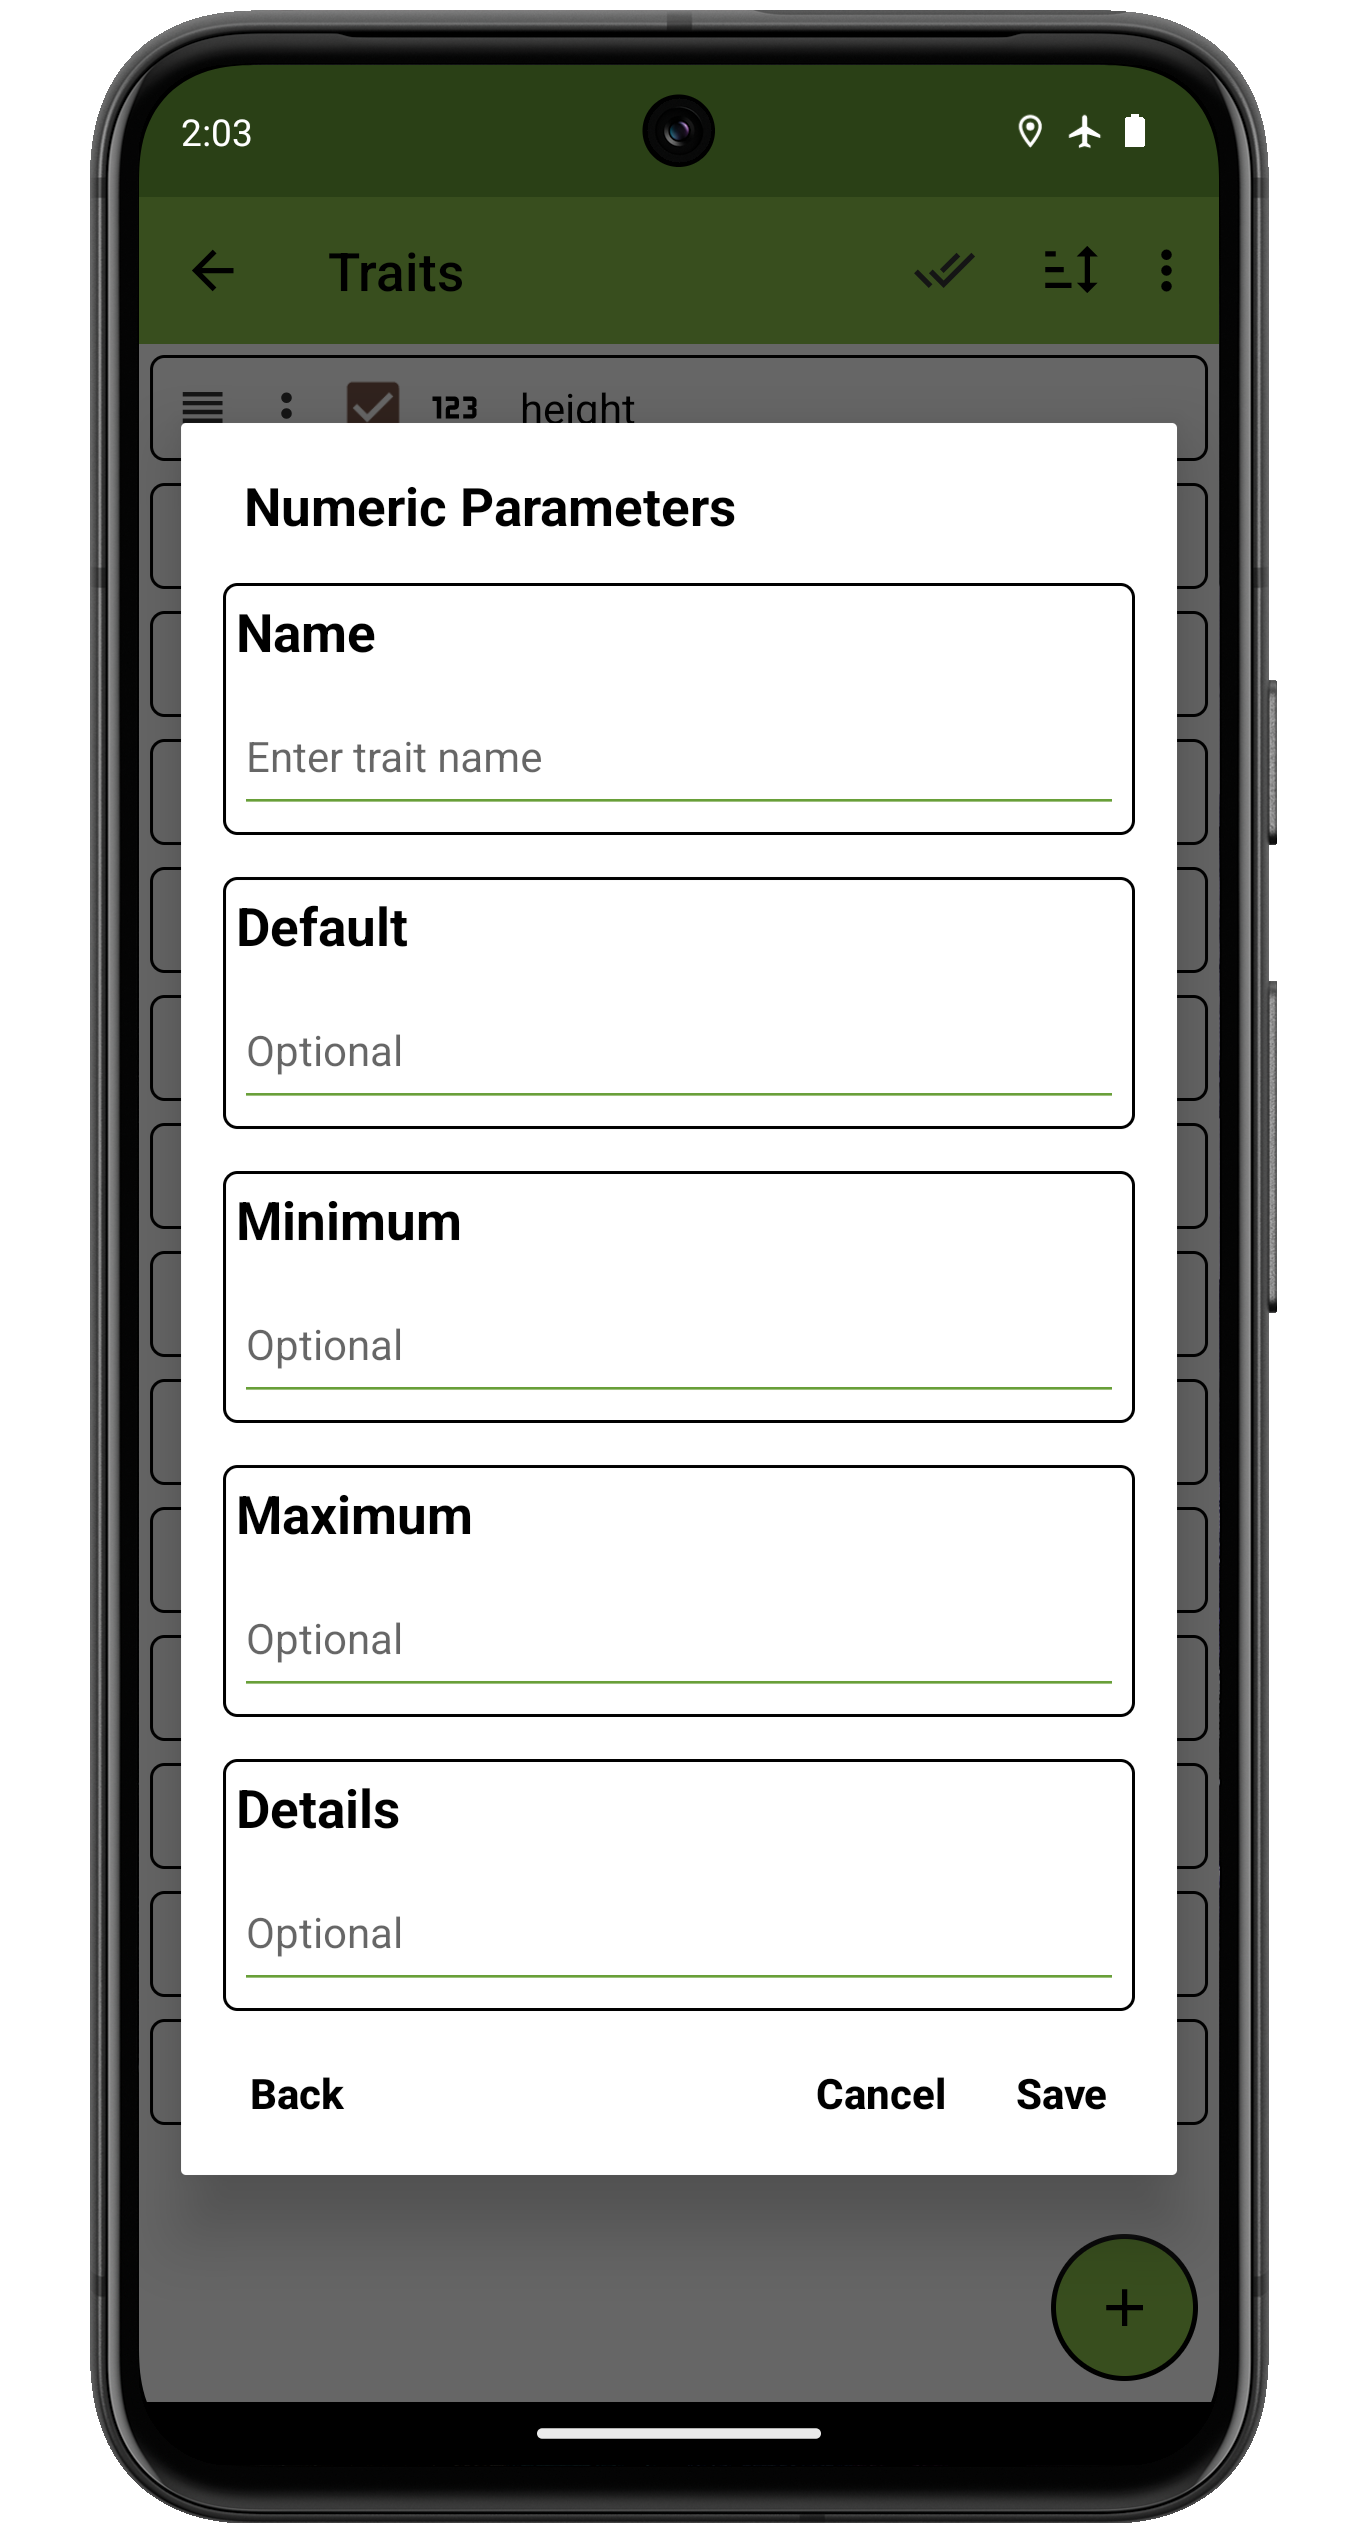 2:03
Traits
123 height
Numeric Parameters
Name
Enter trait name
Default
Optional
Minimum
Optional
Maximum
Optional
Details
Optional
Back Cancel Save